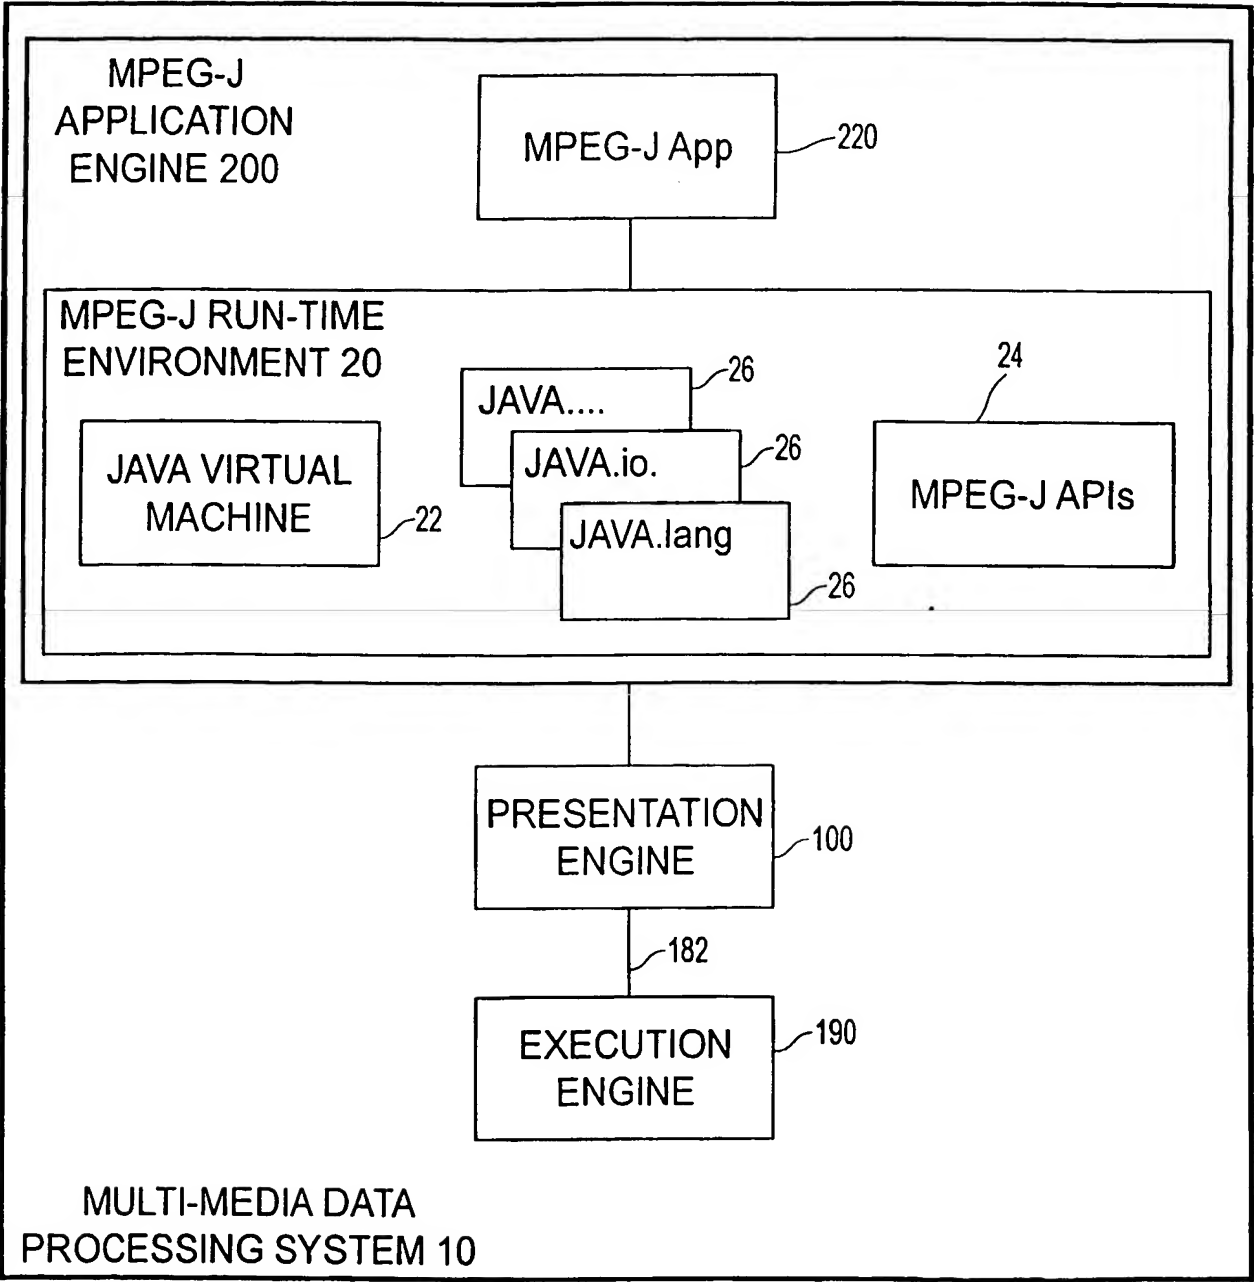 MPEG-J
APPLICATION
ENGINE 200
MPEG-J App
220
MPEG-J RUN-TIME
ENVIRONMENT 20
JAVA VIRTUAL
MACHINE
22
JAVA....
26
JAVA.io.
26
JAVA.lang
26
24
MPEG-J APIs
PRESENTATION
ENGINE
100
182
EXECUTION
ENGINE
190
MULTI-MEDIA DATA
PROCESSING SYSTEM 10